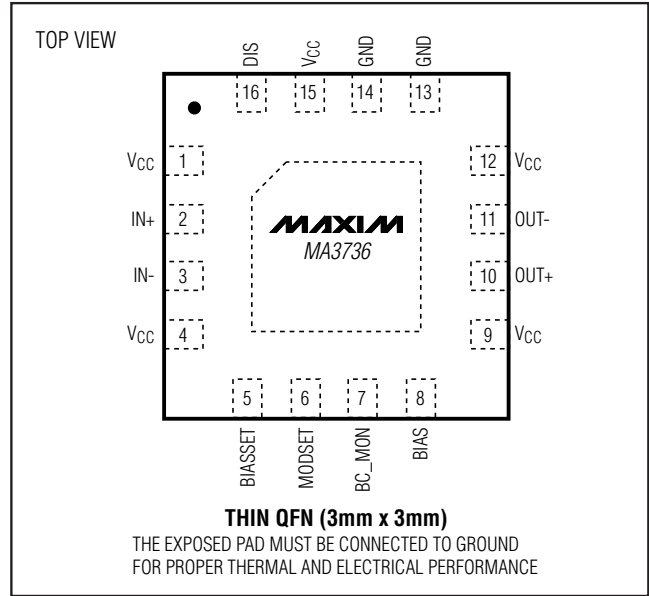 TOP VIEW
DIS
VCC
GND
GND
16
15
14
13
VCC
1
12
VCC
IN+
2
MAXIM
11
OUT-
MA3736
IN-
3
10
OUT+
VCC
4
9
VCC
5
6
7
8
BIASSET
MODSET
BC_MON
BIAS
THIN QFN (3mm x 3mm)
THE EXPOSED PAD MUST BE CONNECTED TO GROUND
FOR PROPER THERMAL AND ELECTRICAL PERFORMANCE